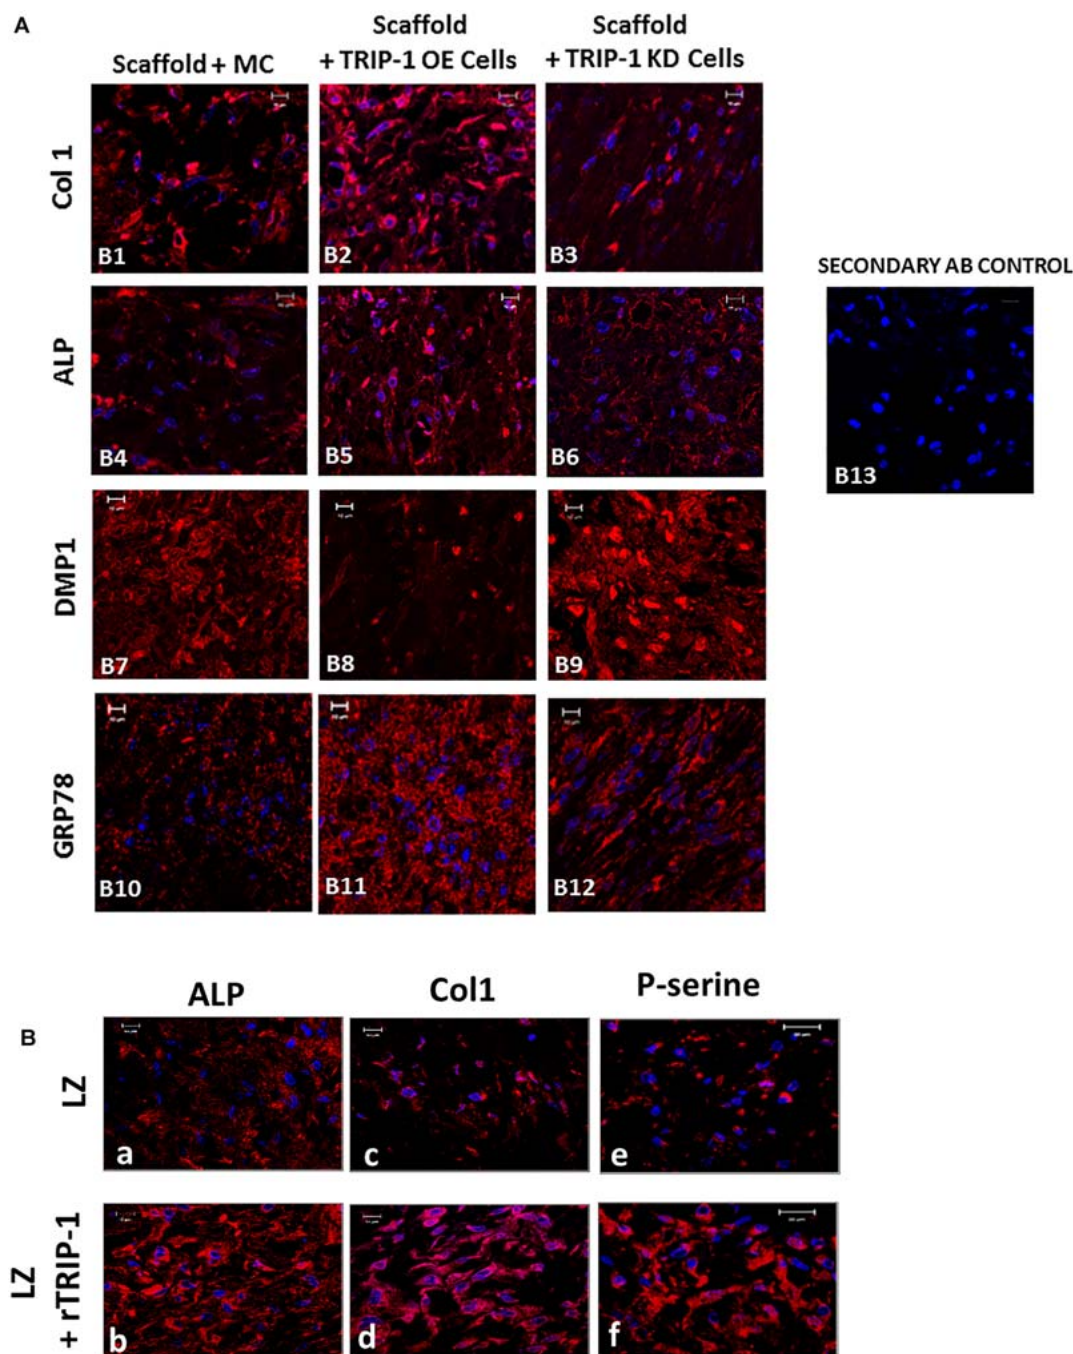 A
Scaffold + MC
Scaffold
+ TRIP-1 OE Cells
Scaffold
+ TRIP-1 KD Cells
Col 1
B1
B2
B3
SECONDARY AB CONTROL
ALP
B4
B5
B6
B13
DMP1
10 µm
B7
B8
B9
GRP78
B10
B11
B12
B
ALP
Col1
P-serine
LZ
a
c
e
LZ
+ rTRIP-1
b
d
f